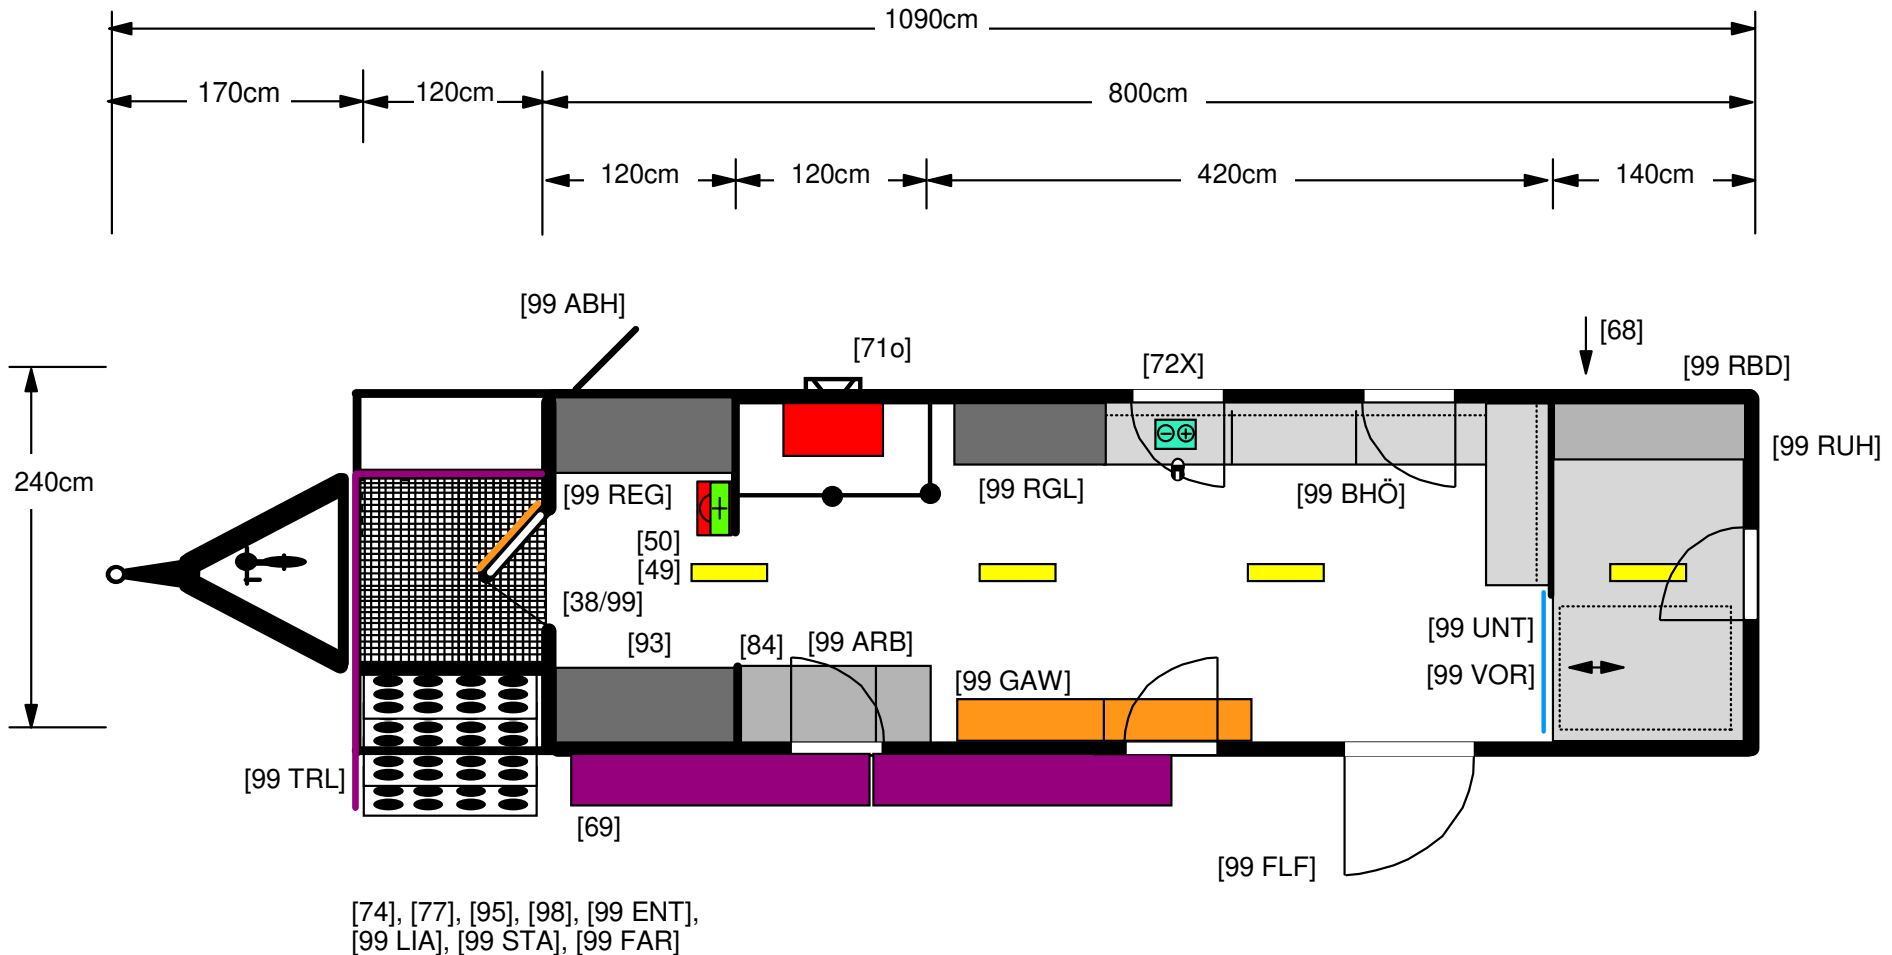 1090cm
170cm
120cm
800cm
120cm
120cm
420cm
140cm
[99 ABH]
[68]
[71o]
[72X]
[99 RBD]
[99 RUH]
240cm
[99 REG]
[99 RGL]
[99 BHÖ]
[50]
[49]
[38/99]
[99 UNT]
[93]
[84]
[99 ARB]
[99 VOR]
[99 GAW]
[99 TRL]
[69]
[99 FLF]
[74], [77], [95], [98], [99 ENT],
[99 LIA], [99 STA], [99 FAR]